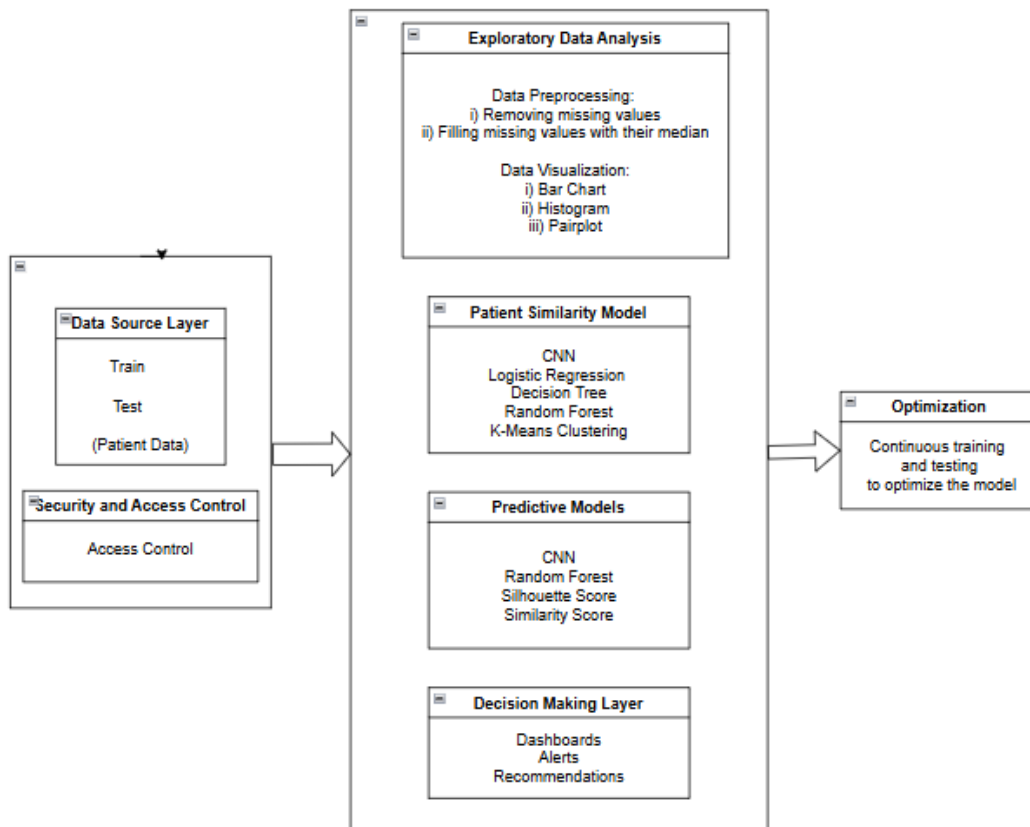 Data Source Layer
Train
Test
(Patient Data)
Security and Access Control
Access Control
Exploratory Data Analysis
Data Preprocessing:
i) Removing missing values
ii) Filling missing values with their median
Data Visualization:
i) Bar Chart
ii) Histogram
iii) Pairplot
Patient Similarity Model
CNN
Logistic Regression
Decision Tree
Random Forest
K-Means Clustering
Predictive Models
CNN
Random Forest
Silhouette Score
Similarity Score
Decision Making Layer
Dashboards
Alerts
Recommendations
Optimization
Continuous training
and testing
to optimize the model